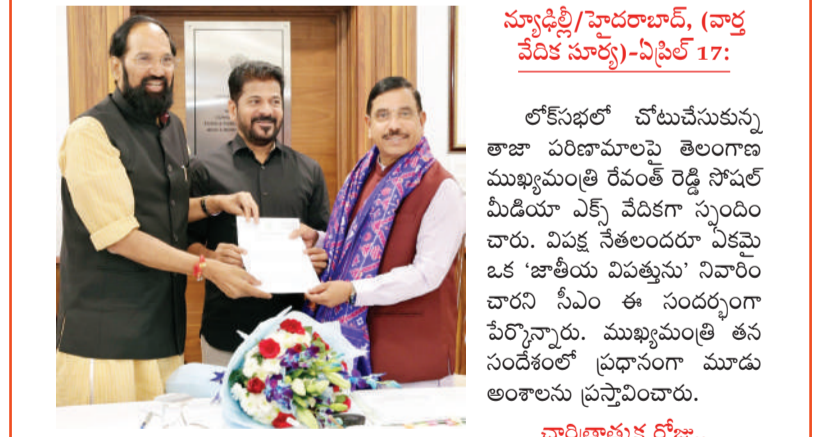 న్యూఢిల్లీ/హైదరాబాద్, (వార్త
వేదిక సూర్య)-ఏప్రిల్ 17:
లోక్‌సభలో చోటుచేసుకున్న
తాజా పరిణామాలపై తెలంగాణ
ముఖ్యమంత్రి రేవంత్ రెడ్డి సోషల్
మీడియా ఎక్స్ వేదికగా స్పందిం
చారు. విపక్ష నేతలందరూ ఏకమై
ఒక ‘జాతీయ విపత్తును’ నివారిం
చారని సీఎం ఈ సందర్భంగా
పేర్కొన్నారు. ముఖ్యమంత్రి తన
సందేశంలో ప్రధానంగా మూడు
అంశాలను ప్రస్తావించారు.
చారిత్రాత్మక రోజు